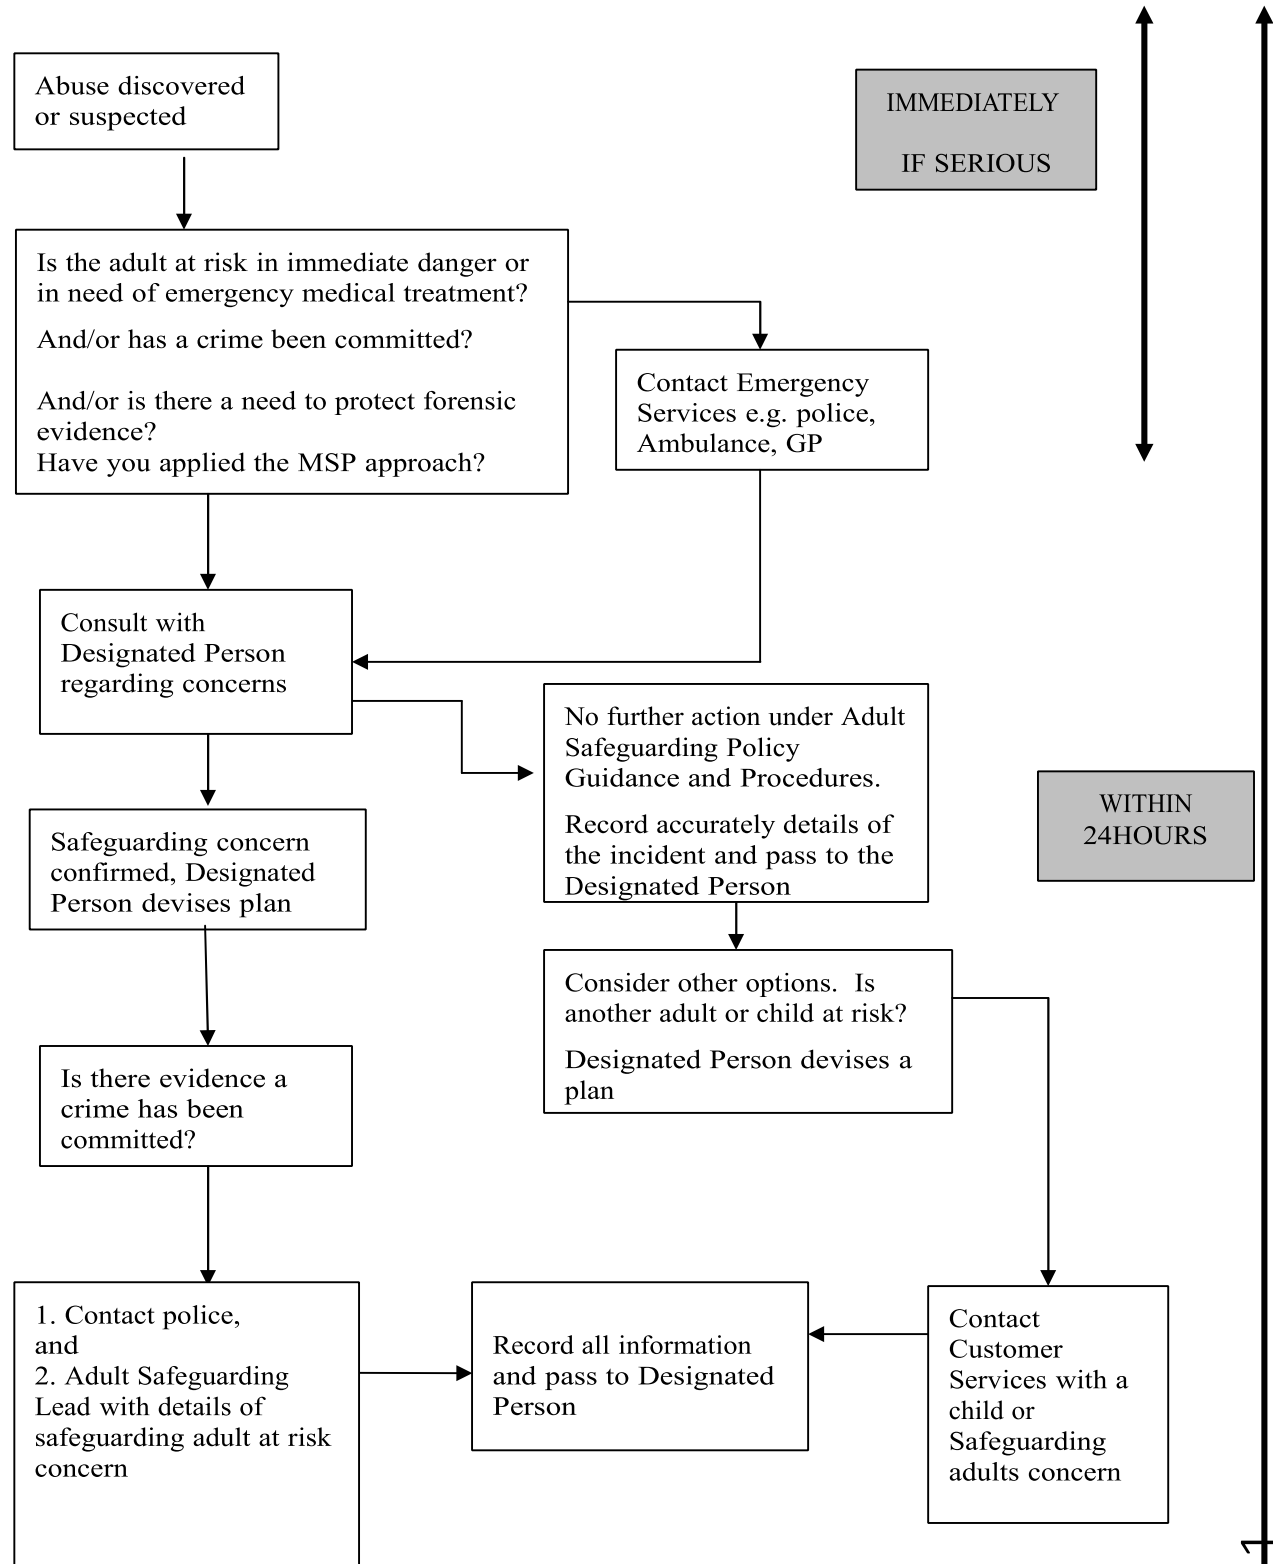 Abuse discovered
or suspected
IMMEDIATELY
IF SERIOUS
Is the adult at risk in immediate danger or
in need of emergency medical treatment?
And/or has a crime been committed?
And/or is there a need to protect forensic
evidence?
Have you applied the MSP approach?
Contact Emergency
Services e.g. police,
Ambulance, GP
Consult with
Designated Person
regarding concerns
No further action under Adult
Safeguarding Policy
Guidance and Procedures.
Record accurately details of
the incident and pass to the
Designated Person
WITHIN
24HOURS
Safeguarding concern
confirmed, Designated
Person devises plan
Consider other options.  Is
another adult or child at risk?
Designated Person devises a
plan
Is there evidence a
crime has been
committed?
1. Contact police,
and
2. Adult Safeguarding
Lead with details of
safeguarding adult at risk
concern
Record all information
and pass to Designated
Person
Contact
Customer
Services with a
child or
Safeguarding
adults concern